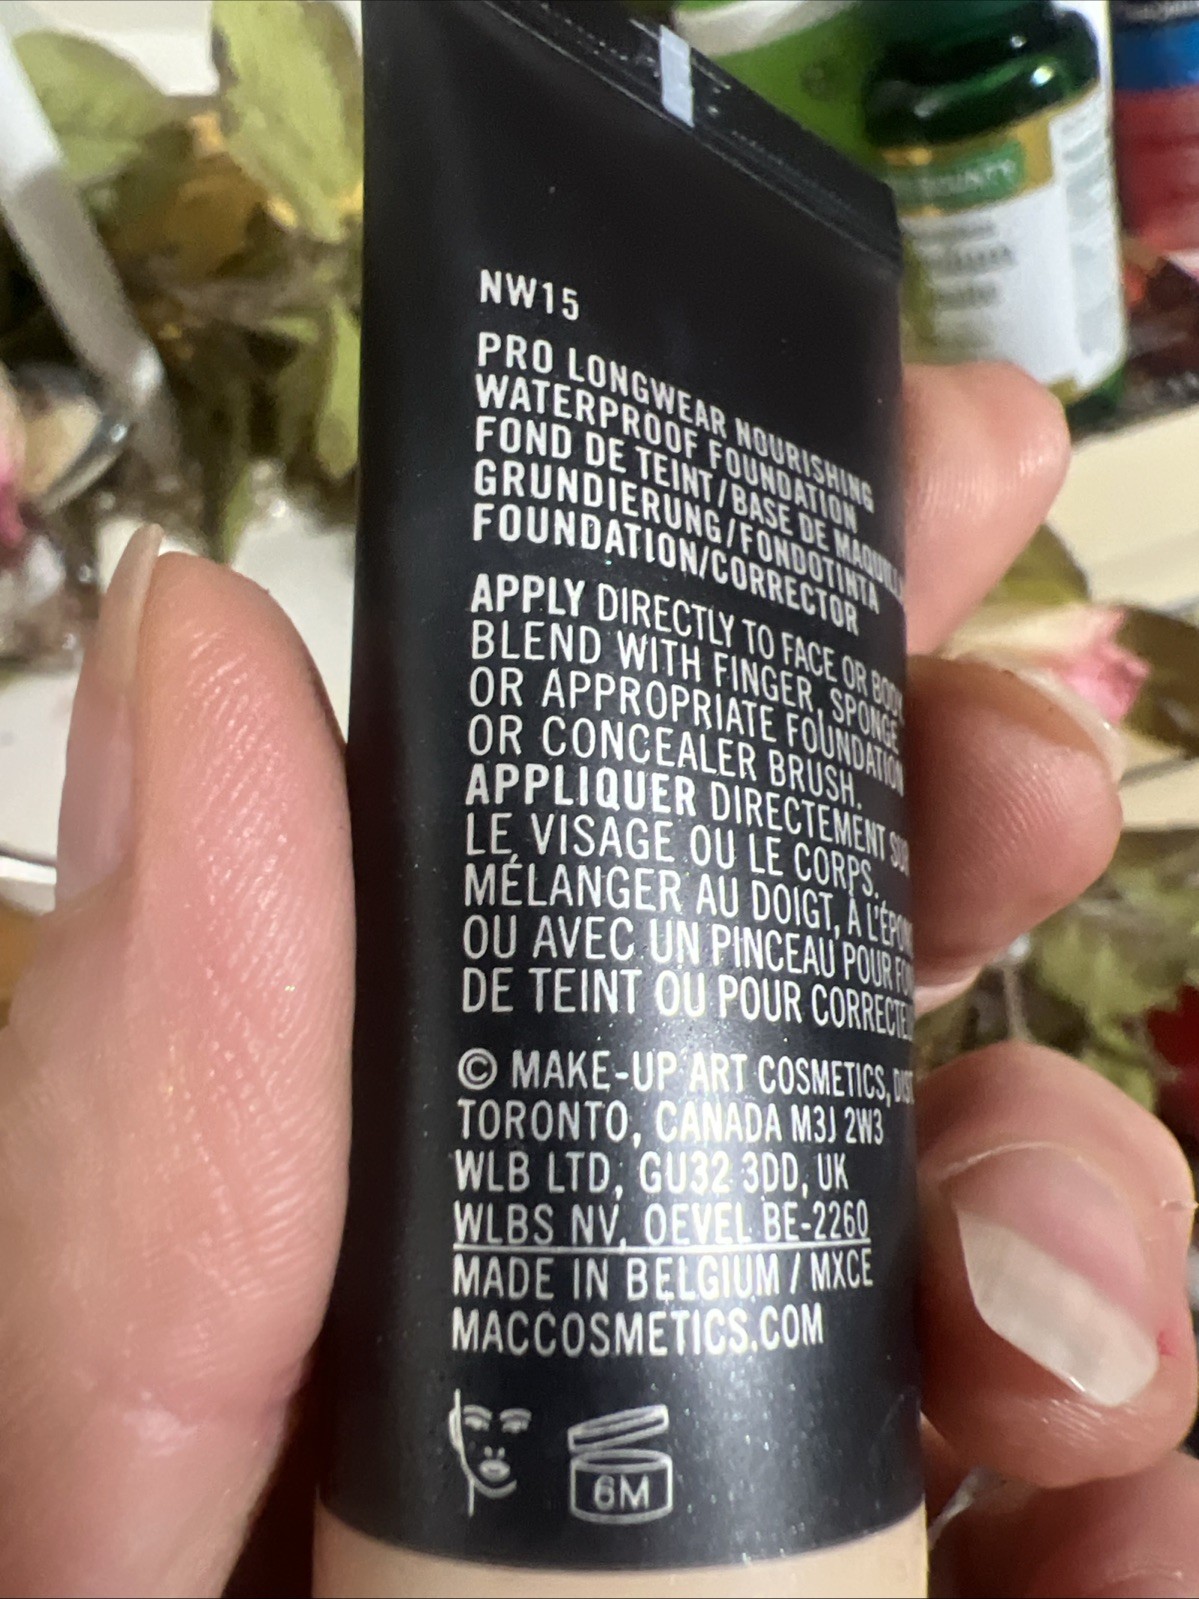 NW15
PRO LONGWEAR NOURISHING
WATERPROOF FOUNDATION
FOND DE TEINT/BASE DE
GRUNDIERUNG/FONDOTINTA
FOUNDATION/CORRECTOR
APPLY DIRECTLY TO FACE OR BODY.
BLEND WITH FINGER, SPONGE
OR APPROPRIATE FOUNDATION
OR CONCEALER BRUSH.
APPLIQUER DIRECTEMENT SUR
LE VISAGE OU LE CORPS.
MÉLANGER AU DOIGT, À
OU AVEC UN PINCEAU POUR
DE TEINT OU POUR
© MAKE-UP ART COSMETICS,
TORONTO, CANADA M3J 2W3
WLB LTD, GU32 3DD, UK
WLBS NV, OEVEL BE-2260
MADE IN BELGIUM / MXCE
MACCOSMETICS.COM
6M